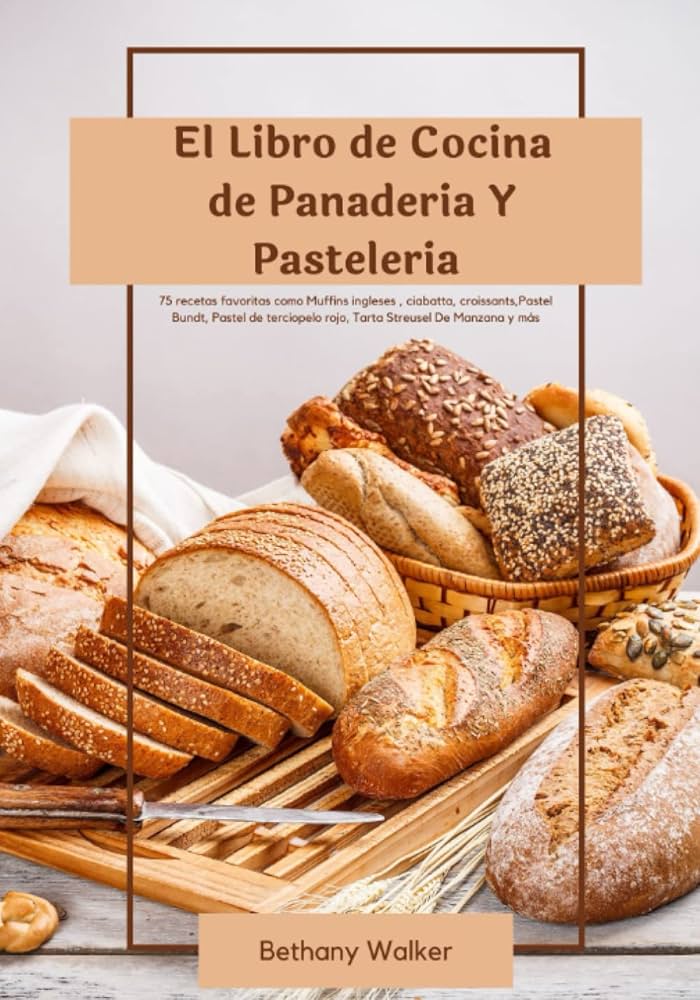 El Libro de Cocina
de Panaderia Y
Pasteleria
75 recetas favoritas como Muffins ingleses , ciabatta, croissants,Pastel
Bundt, Pastel de terciopelo rojo, Tarta Streusel De Manzana y más
Bethany Walker